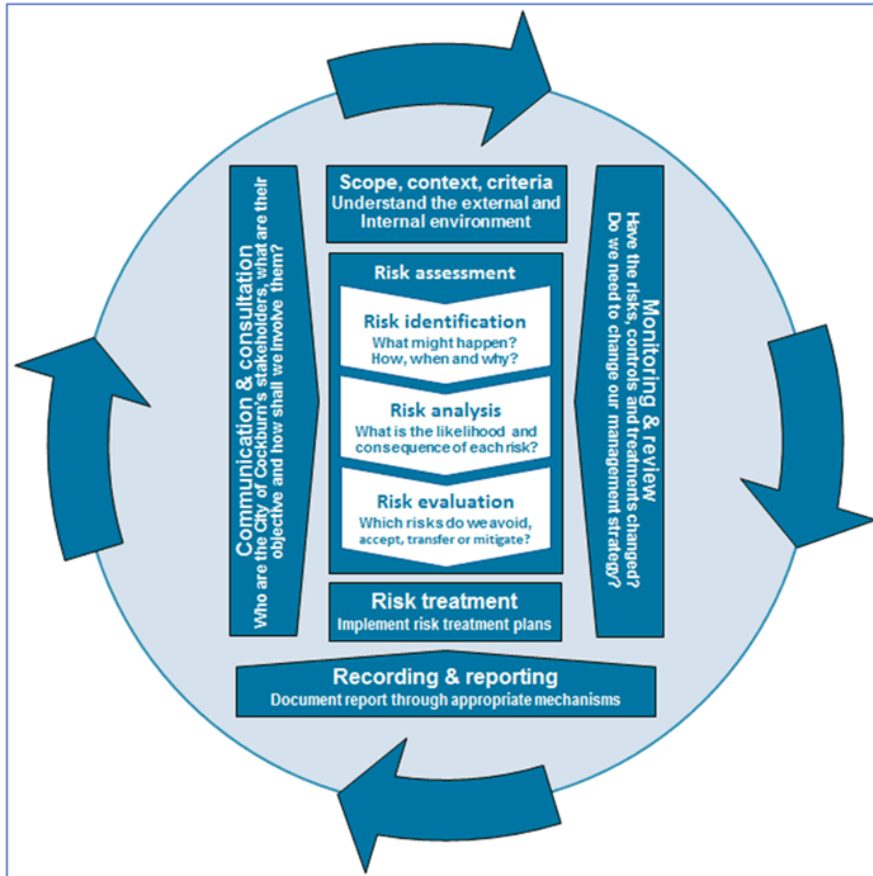 Scope, context, criteria
Understand the external and
Internal environment
Communication & consultation
Who are the City of Cockburn's stakeholders, what are their
objective and how shall we involve them?
Risk assessment
Risk identification
What might happen?
How, when and why?
Risk analysis
What is the likelihood and
consequence of each risk?
Risk evaluation
Which risks do we avoid,
accept, transfer or mitigate?
Monitoring & review
Have the risks, controls and treatments changed?
Do we need to change our management strategy?
Risk treatment
Implement risk treatment plans
Recording & reporting
Document report through appropriate mechanisms